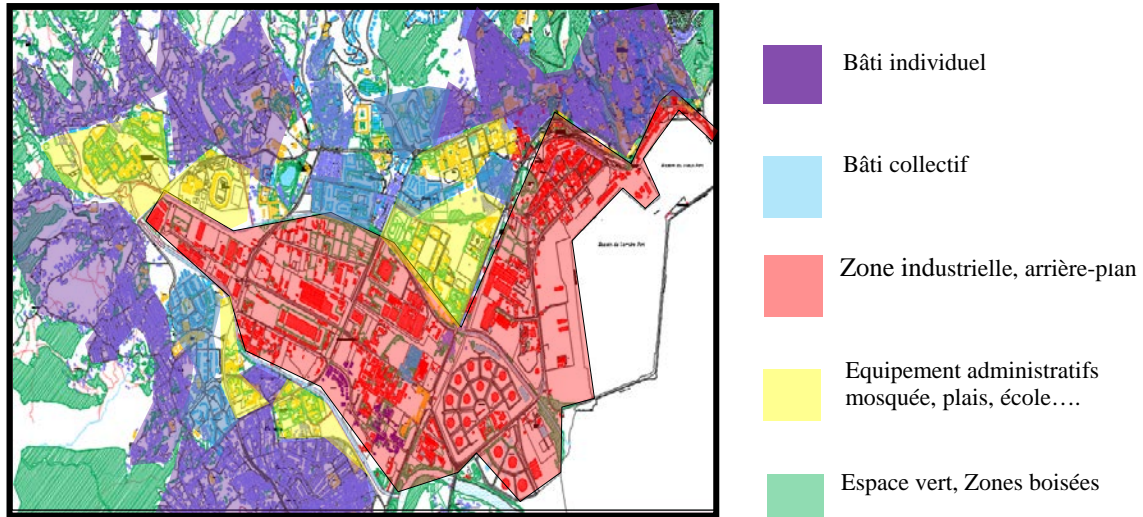 Bâti individuel
Bâti collectif
Zone industrielle, arrière-plan
Equipement administratifs
mosquée, plais, école….
Espace vert, Zones boisées